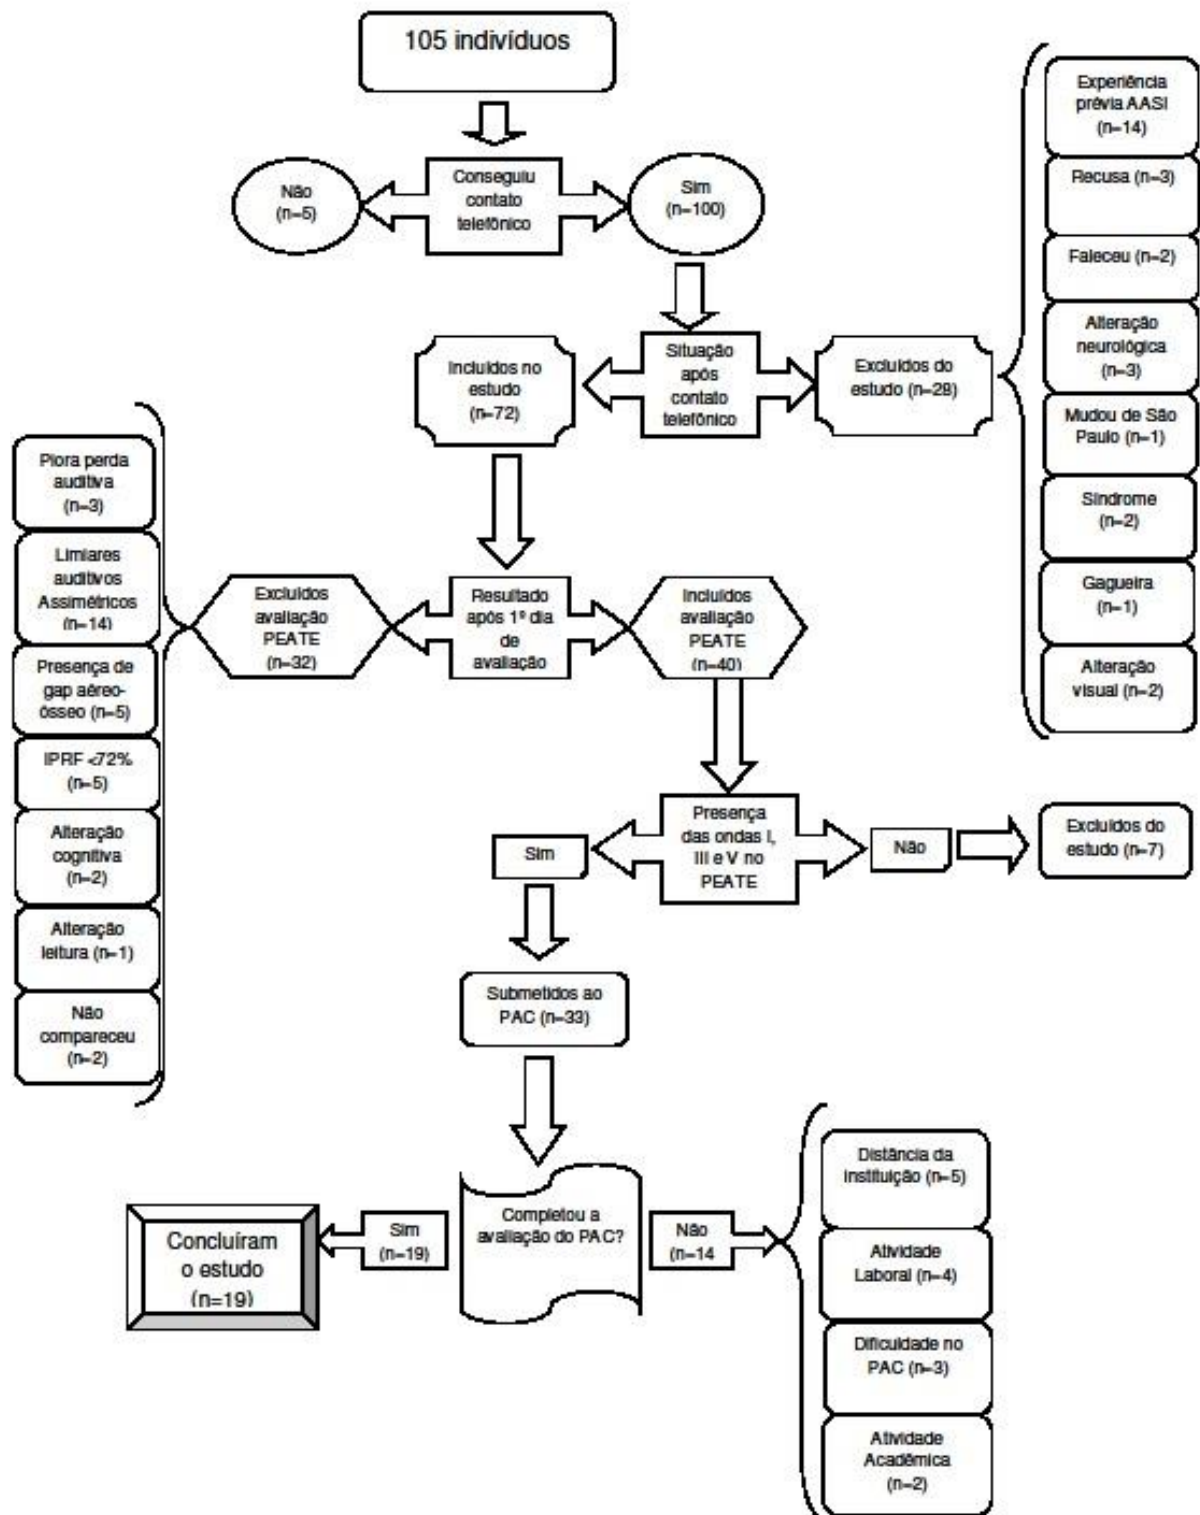 105 indivíduos
Não
(n=5)
Conseguiu
contato
telefônico
Sim
(n=100)
Experiência
prévia AASI
(n=14)
Recusa (n=3)
Faleceu (n=2)
Alteração
neurológica
(n=3)
Mudou de São
Paulo (n=1)
Síndrome
(n=2)
Gagueira
(n=1)
Alteração
visual (n=2)
Incluídos no
estudo
(n=72)
Situação
após
contato
telefônico
Excluídos do
estudo (n=28)
Piora perda
auditiva
(n=3)
Limiares
auditivos
Assimétricos
(n=14)
Presença de
gap aéreo-
ósseo (n=5)
IPRF <72%
(n=5)
Alteração
cognitiva
(n=2)
Alteração
leitura (n=1)
Não
compareceu
(n=2)
Excluídos
avaliação
PEATE
(n=32)
Resultado
após 1º dia
de
avaliação
Incluídos
avaliação
PEATE
(n=40)
Sim
Presença
das ondas I,
III e V no
PEATE
Não
Excluídos do
estudo (n=7)
Submetidos ao
PAC (n=33)
Concluíram
o estudo
(n=19)
Sim
(n=19)
Completou a
avaliação do PAC?
Não
(n=14
Distância da
instituição (n=5)
Atividade
Laboral (n=4)
Dificuldade no
PAC (n=3)
Atividade
Acadêmica
(n=2)